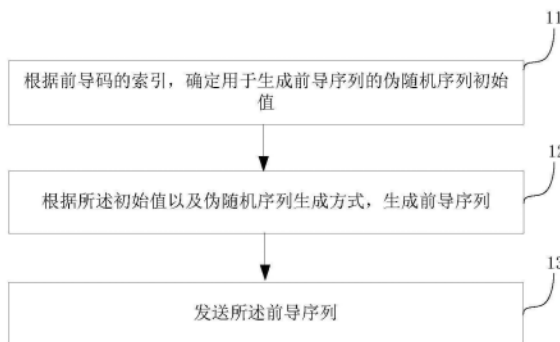 11
根据前导码的索引，确定用于生成前导序列的伪随机序列初始
值
12
根据所述初始值以及伪随机序列生成方式，生成前导序列
13
发送所述前导序列